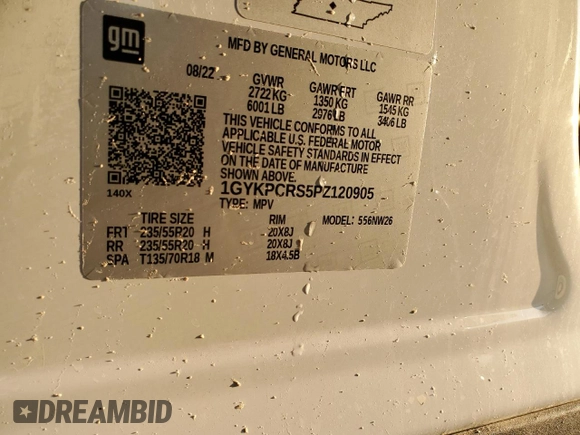 gm
MFD BY GENERAL MOTORS LLC
08/22
GVWR
2722 KG
6001 LB
GAWR FRT
1350 KG
2976 LB
GAWR RR
1545 KG
3406 LB
THIS VEHICLE CONFORMS TO ALL
APPLICABLE U.S. FEDERAL MOTOR
VEHICLE SAFETY STANDARDS IN EFFECT
ON THE DATE OF MANUFACTURE
SHOWN ABOVE.
140X
1GYKPCRS5PZ120905
TYPE: MPV
MODEL: 556NW26
TIRE SIZE RIM
FRT 235/55R20 H 20X8J
RR 235/55R20 H 20X8J
SPA T135/70R18 M 18X4.5B
DREAMBID